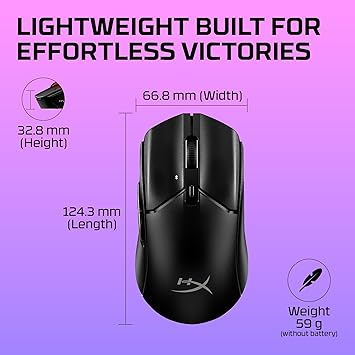 LIGHTWEIGHT BUILT FOR
EFFORTLESS VICTORIES
66.8 mm (Width)
32.8 mm
(Height)
124.3 mm
(Length)
HX
Weight
59 g
(without battery)